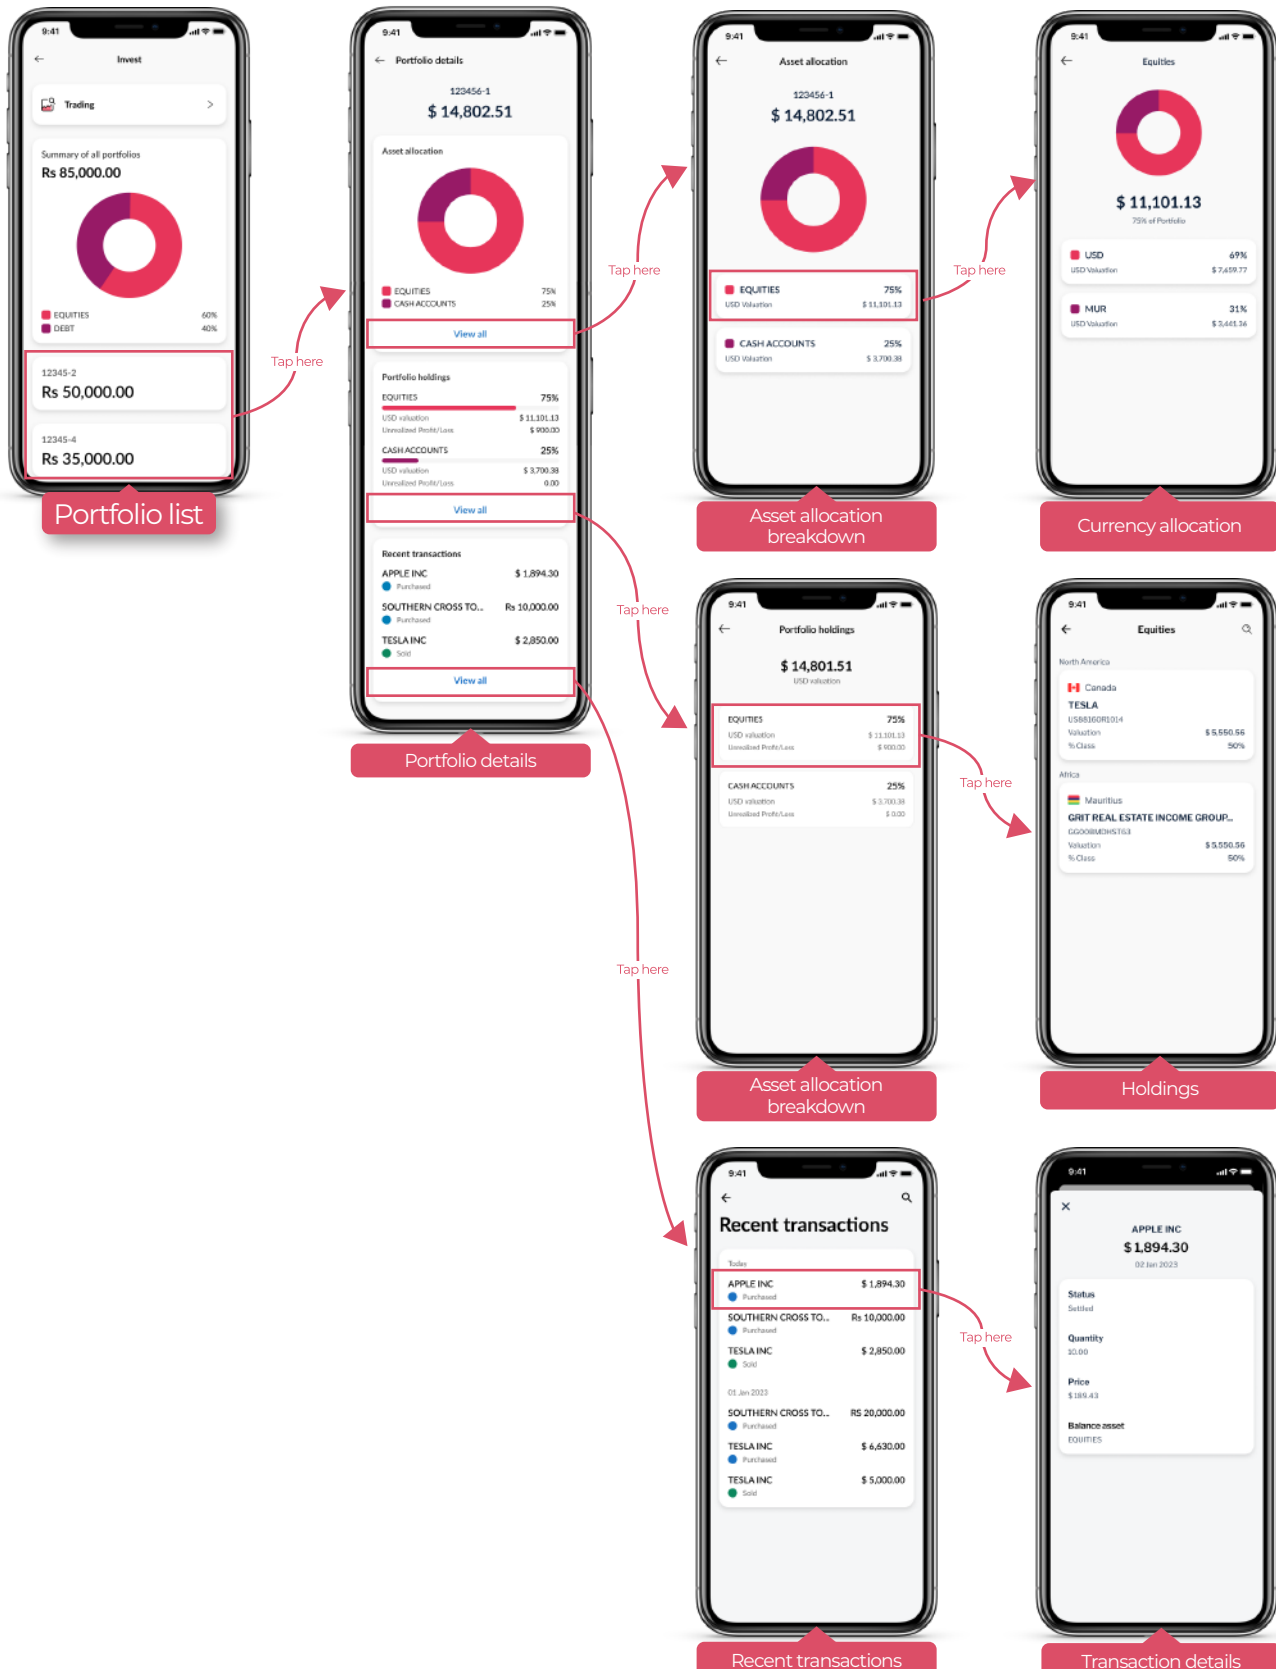 9:41
Invest
Trading
Summary of all portfolios
Rs 85,000.00
EQUITIES 60%
DEBT 40%
12345-2
Rs 50,000.00
12345-4
Rs 35,000.00
Portfolio list
Tap here
9:41
Portfolio details
123456-1
$ 14,802.51
Asset allocation
EQUITIES 75%
CASH ACCOUNTS 25%
View all
Portfolio holdings
EQUITIES 75%
USD valuation $ 11,101.13
Unrealized Profit/Loss $ 900.00
CASH ACCOUNTS 25%
USD valuation $ 3,700.38
Unrealized Profit/Loss 0.00
View all
Recent transactions
APPLE INC $ 1,894.30
Purchased
SOUTHERN CROSS TO... Rs 10,000.00
Purchased
TESLA INC $ 2,850.00
Sold
View all
Portfolio details
Tap here
9:41
Asset allocation
123456-1
$ 14,802.51
EQUITIES 75%
USD Valuation $ 11,101.13
CASH ACCOUNTS 25%
USD Valuation $ 3,700.38
Asset allocation
breakdown
Tap here
9:41
Equities
$ 11,101.13
75% of Portfolio
USD 69%
USD Valuation $ 7,659.77
MUR 31%
USD Valuation $ 3,441.36
Currency allocation
Tap here
9:41
Portfolio holdings
$ 14,801.51
USD valuation
EQUITIES 75%
USD valuation $ 11,101.13
Unrealized Profit/Loss $ 900.00
CASH ACCOUNTS 25%
USD valuation $ 3,700.38
Unrealized Profit/Loss $ 0.00
Asset allocation
breakdown
Tap here
9:41
Equities
North America
Canada
TESLA
US88160R1014
Valuation $ 5,550.56
% Class 50%
Africa
Mauritius
GRIT REAL ESTATE INCOME GROUP...
Valuation $ 5,550.56
% Class 50%
Holdings
Tap here
9:41
Recent transactions
Today
APPLE INC $ 1,894.30
Purchased
SOUTHERN CROSS TO... Rs 10,000.00
Purchased
TESLA INC $ 2,850.00
Sold
01 Jan 2023
SOUTHERN CROSS TO... RS 20,000.00
Purchased
TESLA INC $ 6,630.00
Purchased
TESLA INC $ 5,000.00
Sold
Recent transactions
Tap here
9:41
APPLE INC
$ 1,894.30
02 Jan 2023
Status
Settled
Quantity
10.00
Price
$ 189.43
Balance asset
EQUITIES
Transaction details